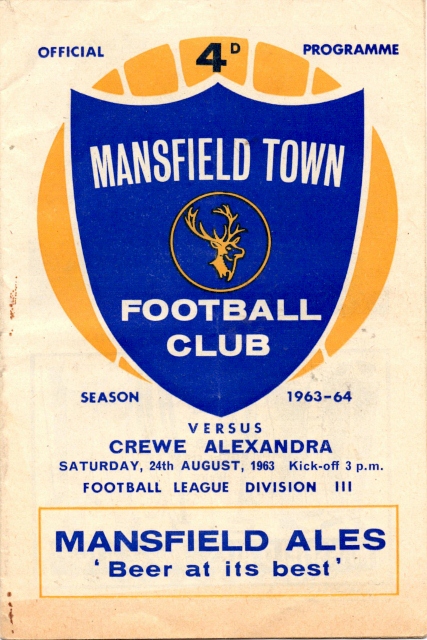 OFFICIAL 4D PROGRAMME
MANSFIELD TOWN
FOOTBALL
CLUB
SEASON 1963-64
VERSUS
CREWE ALEXANDRA
SATURDAY, 24th AUGUST, 1963 Kick-off 3 p.m.
FOOTBALL LEAGUE DIVISION III
MANSFIELD ALES
'Beer at its best'